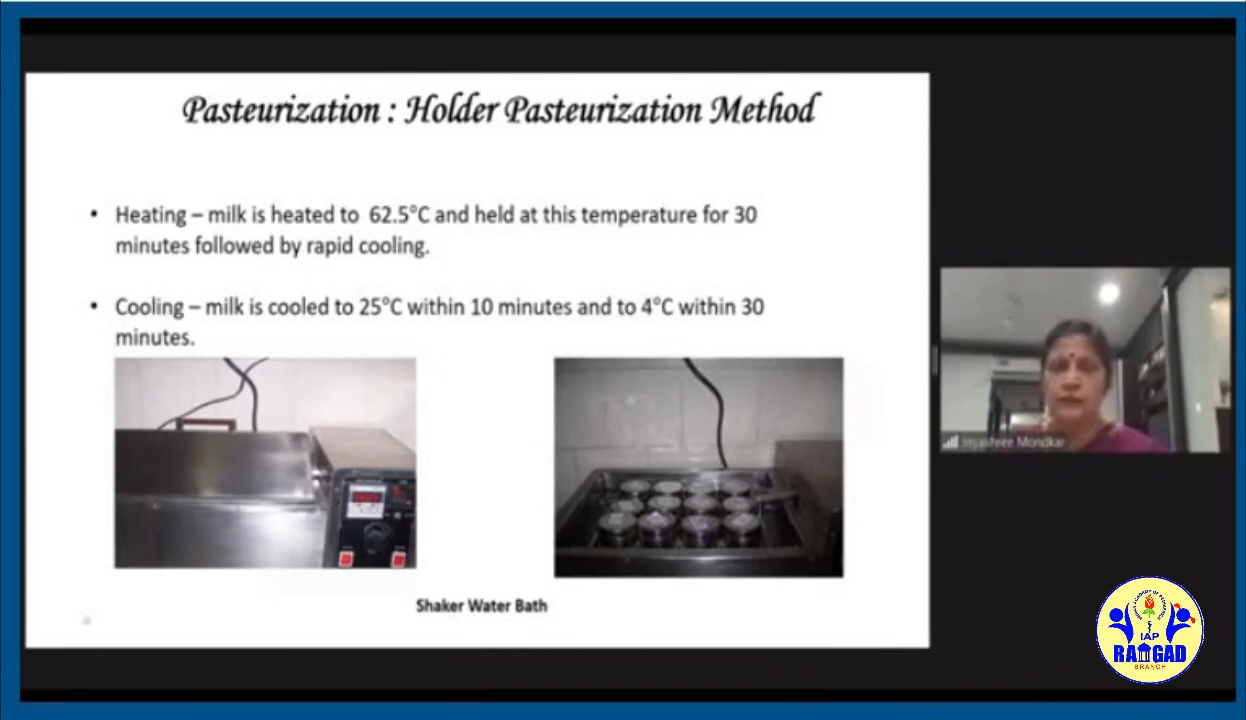 Pasteurization : Holder Pasteurization Method
• Heating – milk is heated to 62.5°C and held at this temperature for 30
minutes followed by rapid cooling.
• Cooling – milk is cooled to 25°C within 10 minutes and to 4°C within 30
minutes.
Shaker Water Bath
Jayashree Mondkar
IAP
RAIGAD
BRANCH